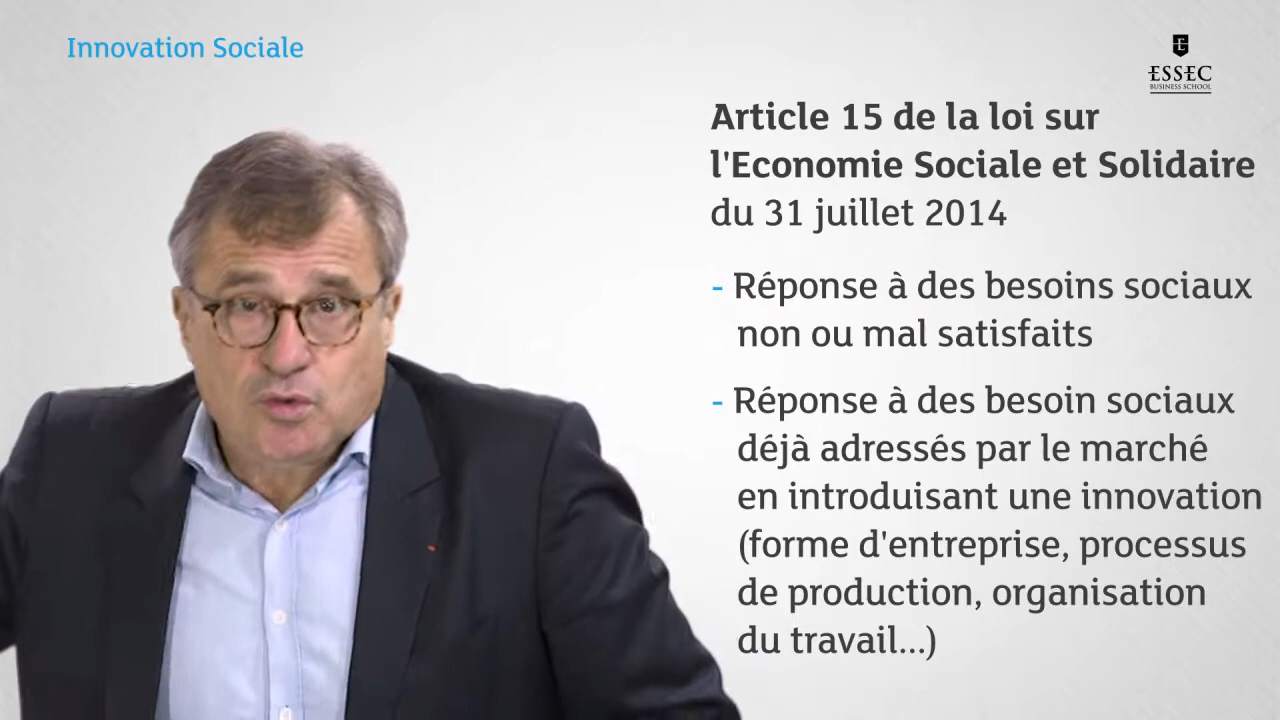 Innovation Sociale
ESSEC
BUSINESS SCHOOL
Article 15 de la loi sur
l'Economie Sociale et Solidaire
du 31 juillet 2014
- Réponse à des besoins sociaux
non ou mal satisfaits
- Réponse à des besoin sociaux
déjà adressés par le marché
en introduisant une innovation
(forme d'entreprise, processus
de production, organisation
du travail...)